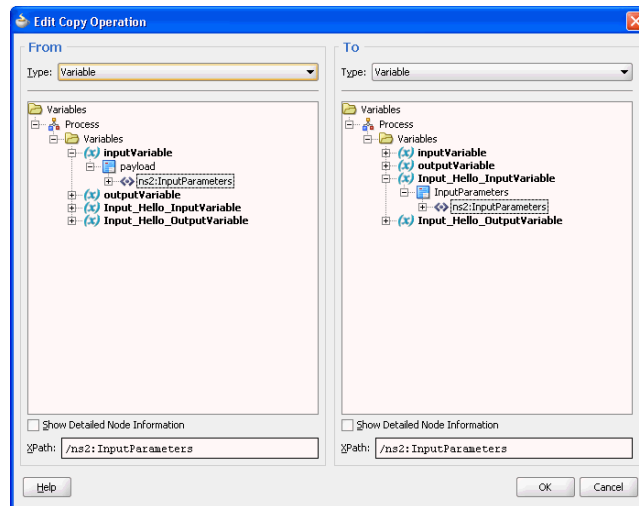 Edit Copy Operation
From
Type: Variable
Variables
Process
Variables
(x) inputVariable
payload
ns2:InputParameters
(x) outputVariable
(x) Input_Hello_InputVariable
(x) Input_Hello_OutputVariable
Show Detailed Node Information
XPath: /ns2:InputParameters
To
Type: Variable
Variables
Process
Variables
(x) inputVariable
(x) outputVariable
(x) Input_Hello_InputVariable
InputParameters
ns2:InputParameters
(x) Input_Hello_OutputVariable
Show Detailed Node Information
XPath: /ns2:InputParameters
Help
OK
Cancel